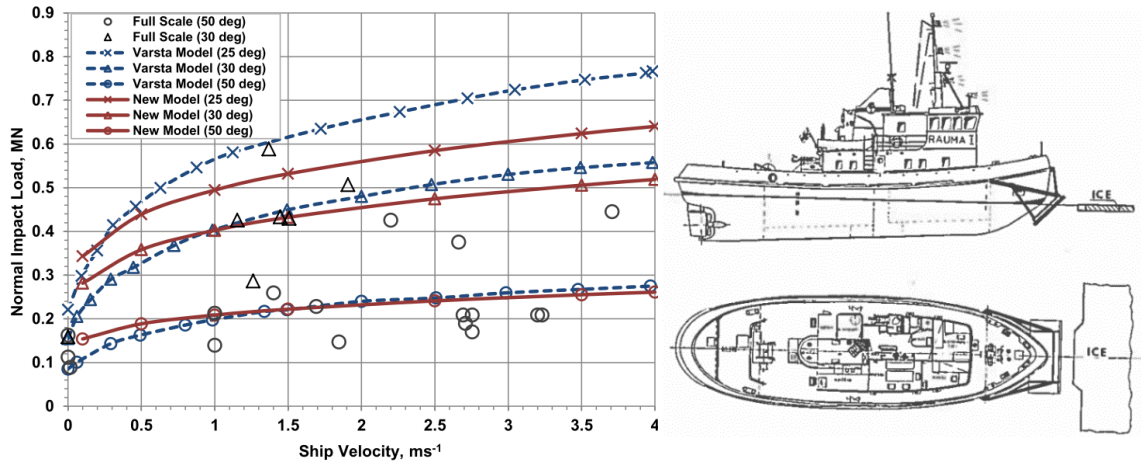 0.9
0.8
0.7
0.6
0.5
0.4
0.3
0.2
0.1
0
Normal Impact Load, MN
Full Scale (50 deg)
Full Scale (30 deg)
Varsta Model (25 deg)
Varsta Model (30 deg)
Varsta Model (50 deg)
New Model (25 deg)
New Model (30 deg)
New Model (50 deg)
0 0.5 1 1.5 2 2.5 3 3.5 4
Ship Velocity, ms-1
RAUMA I
ICE
ICE